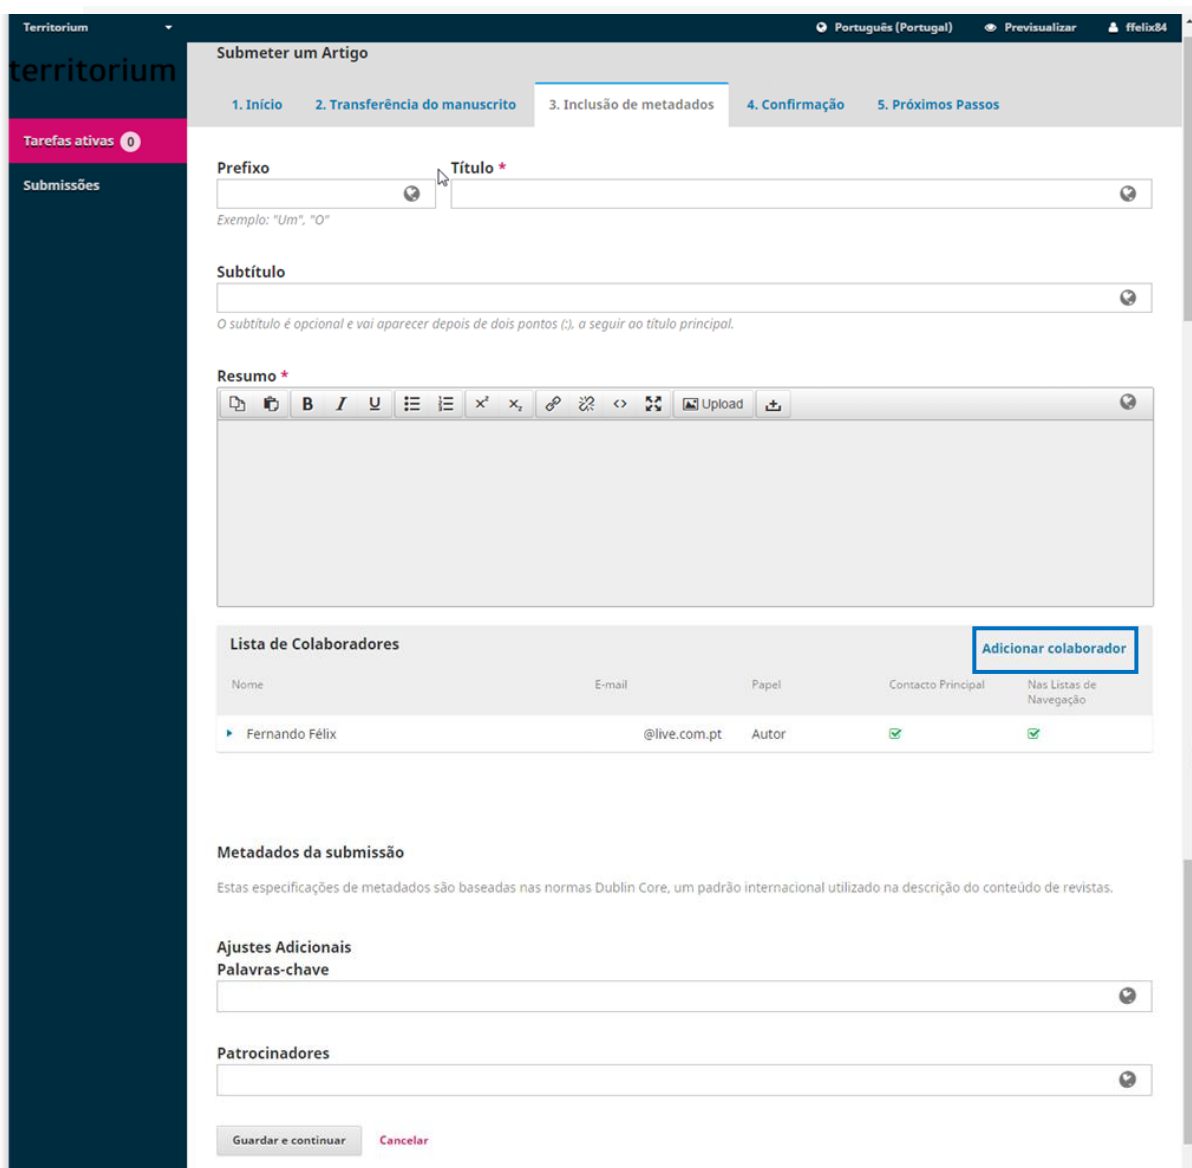 Territorium
Português (Portugal) Previsualizar ffelix84
territorium
Submeter um Artigo
1. Início 2. Transferência do manuscrito 3. Inclusão de metadados 4. Confirmação 5. Próximos Passos
Tarefas ativas 0
Submissões
Prefixo Título *
Exemplo: "Um", "O"
Subtítulo
O subtítulo é opcional e vai aparecer depois de dois pontos (:), a seguir ao título principal.
Resumo *
B I U x² x₂ <> Upload
Lista de Colaboradores Adicionar colaborador
Nome E-mail Papel Contacto Principal Nas Listas de
Navegação
Fernando Félix @live.com.pt Autor
Metadados da submissão
Estas especificações de metadados são baseadas nas normas Dublin Core, um padrão internacional utilizado na descrição do conteúdo de revistas.
Ajustes Adicionais
Palavras-chave
Patrocinadores
Guardar e continuar Cancelar